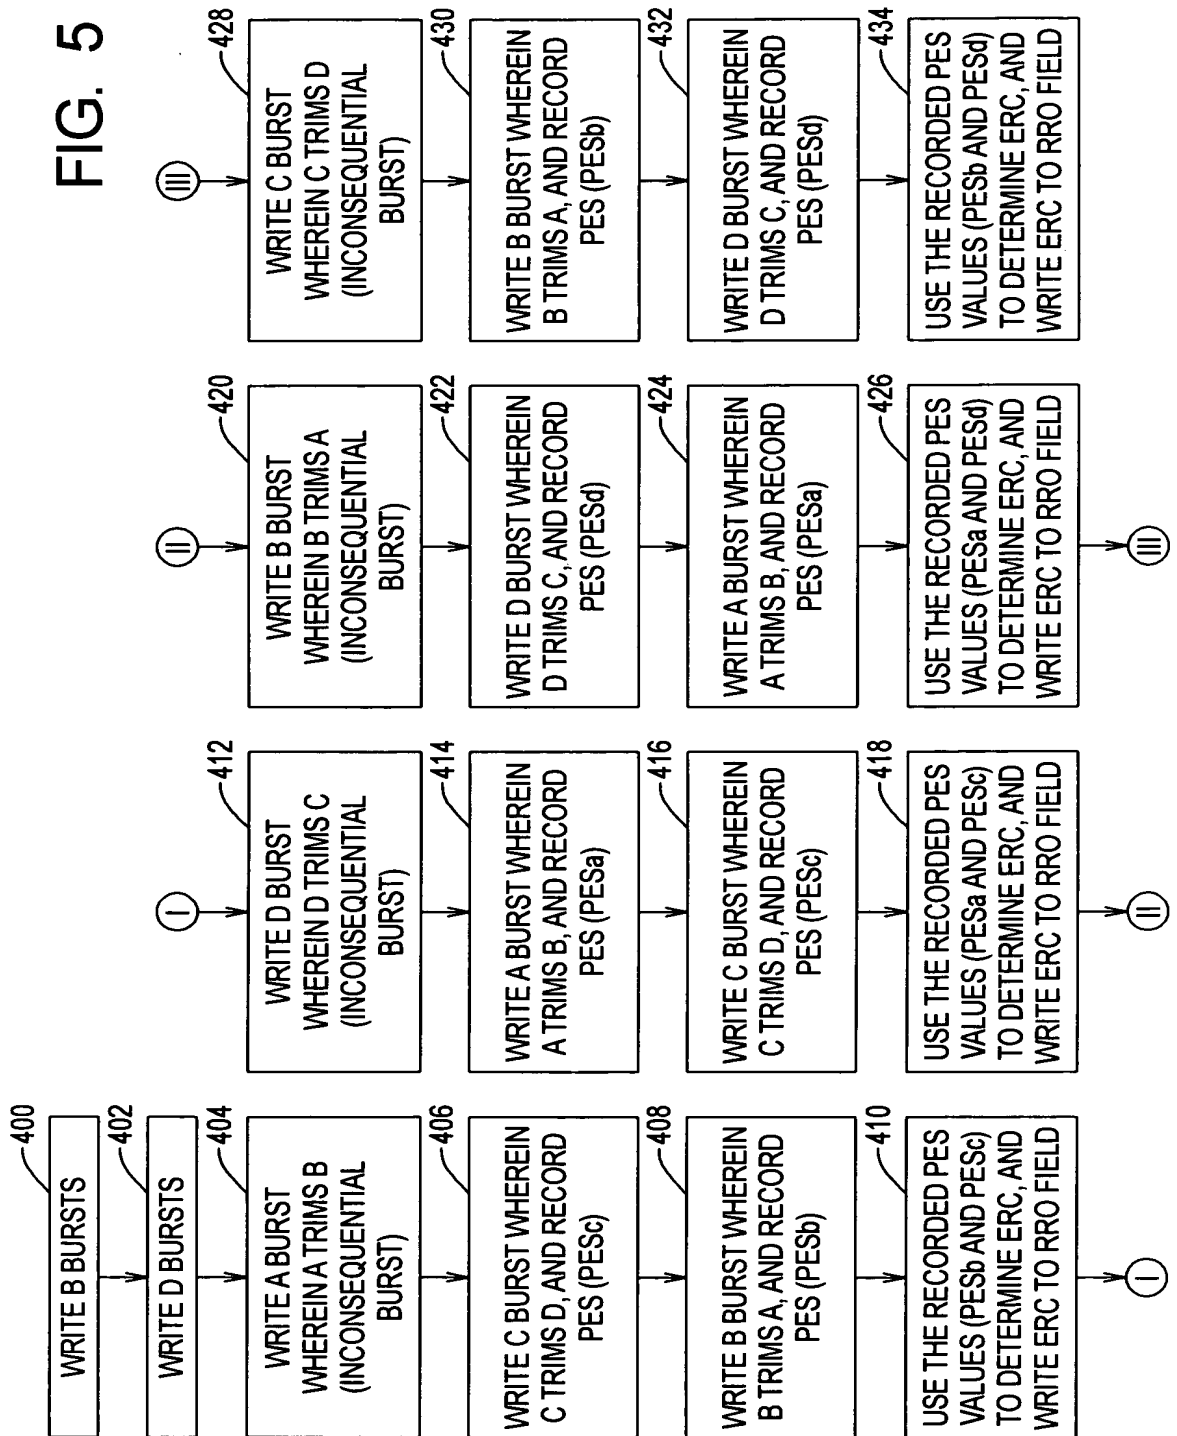 FIG. 5
400
WRITE B BURSTS
402
WRITE D BURSTS
404
WRITE A BURST
WHEREIN A TRIMS B
(INCONSEQUENTIAL
BURST)
406
WRITE C BURST WHEREIN
C TRIMS D, AND RECORD
PES (PESc)
408
WRITE B BURST WHEREIN
B TRIMS A, AND RECORD
PES (PESb)
410
USE THE RECORDED PES
VALUES (PESb AND PESc)
TO DETERMINE ERC, AND
WRITE ERC TO RRO FIELD
I
I
412
WRITE D BURST
WHEREIN D TRIMS C
(INCONSEQUENTIAL
BURST)
414
WRITE A BURST WHEREIN
A TRIMS B, AND RECORD
PES (PESa)
416
WRITE C BURST WHEREIN
C TRIMS D, AND RECORD
PES (PESc)
418
USE THE RECORDED PES
VALUES (PESa AND PESc)
TO DETERMINE ERC, AND
WRITE ERC TO RRO FIELD
II
II
420
WRITE B BURST
WHEREIN B TRIMS A
(INCONSEQUENTIAL
BURST)
422
WRITE D BURST WHEREIN
D TRIMS C, AND RECORD
PES (PESd)
424
WRITE A BURST WHEREIN
A TRIMS B, AND RECORD
PES (PESa)
426
USE THE RECORDED PES
VALUES (PESa AND PESd)
TO DETERMINE ERC, AND
WRITE ERC TO RRO FIELD
III
III
428
WRITE C BURST
WHEREIN C TRIMS D
(INCONSEQUENTIAL
BURST)
430
WRITE B BURST WHEREIN
B TRIMS A, AND RECORD
PES (PESb)
432
WRITE D BURST WHEREIN
D TRIMS C, AND RECORD
PES (PESd)
434
USE THE RECORDED PES
VALUES (PESb AND PESd)
TO DETERMINE ERC, AND
WRITE ERC TO RRO FIELD